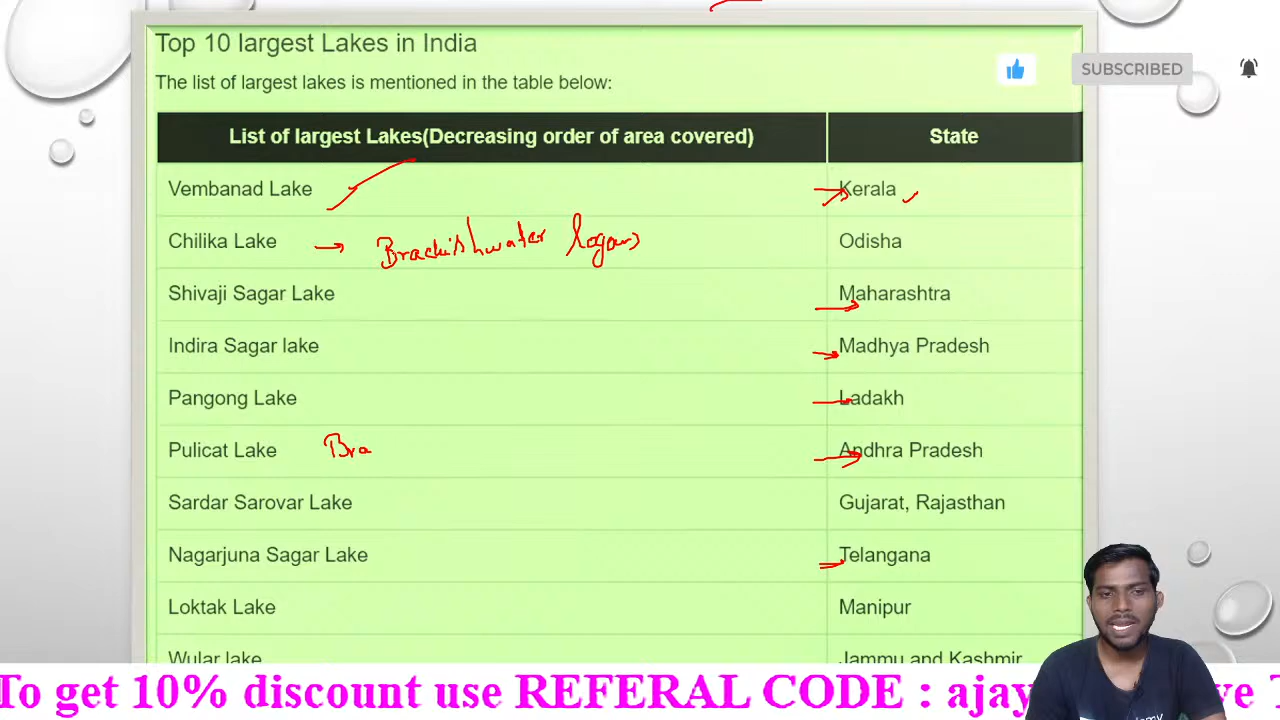 Top 10 largest Lakes in India
SUBSCRIBED
The list of largest lakes is mentioned in the table below:
List of largest Lakes(Decreasing order of area covered) State
Vembanad Lake Kerala
Chilika Lake Brackishwater Odisha
Shivaji Sagar Lake Maharashtra
Indira Sagar lake Madhya Pradesh
Pangong Lake Ladakh
Pulicat Lake Bra Andhra Pradesh
Sardar Sarovar Lake Gujarat, Rajasthan
Nagarjuna Sagar Lake Telangana
Loktak Lake Manipur
Wular lake Jammu and Kashmir
To get 10% discount use REFERAL CODE : ajay